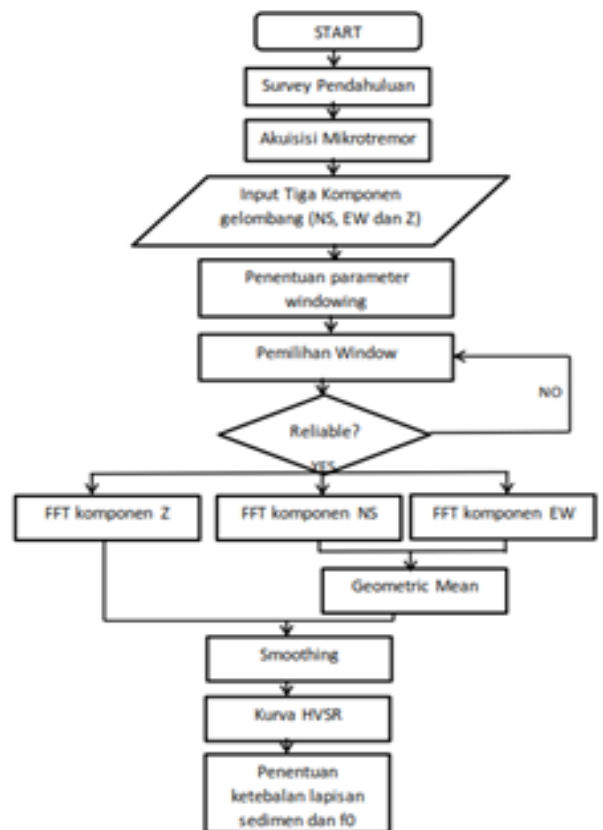 START
Survey Pendahuluan
Akuisisi Mikrotremor
Input Tiga Komponen
gelombang (NS, EW dan Z)
Penentuan parameter
windowing
Pemilihan Window
NO
Reliable?
YES
FFT komponen Z
FFT komponen NS
FFT komponen EW
Geometric Mean
Smoothing
Kurva HVSR
Penentuan
ketebalan lapisan
sedimen dan f0